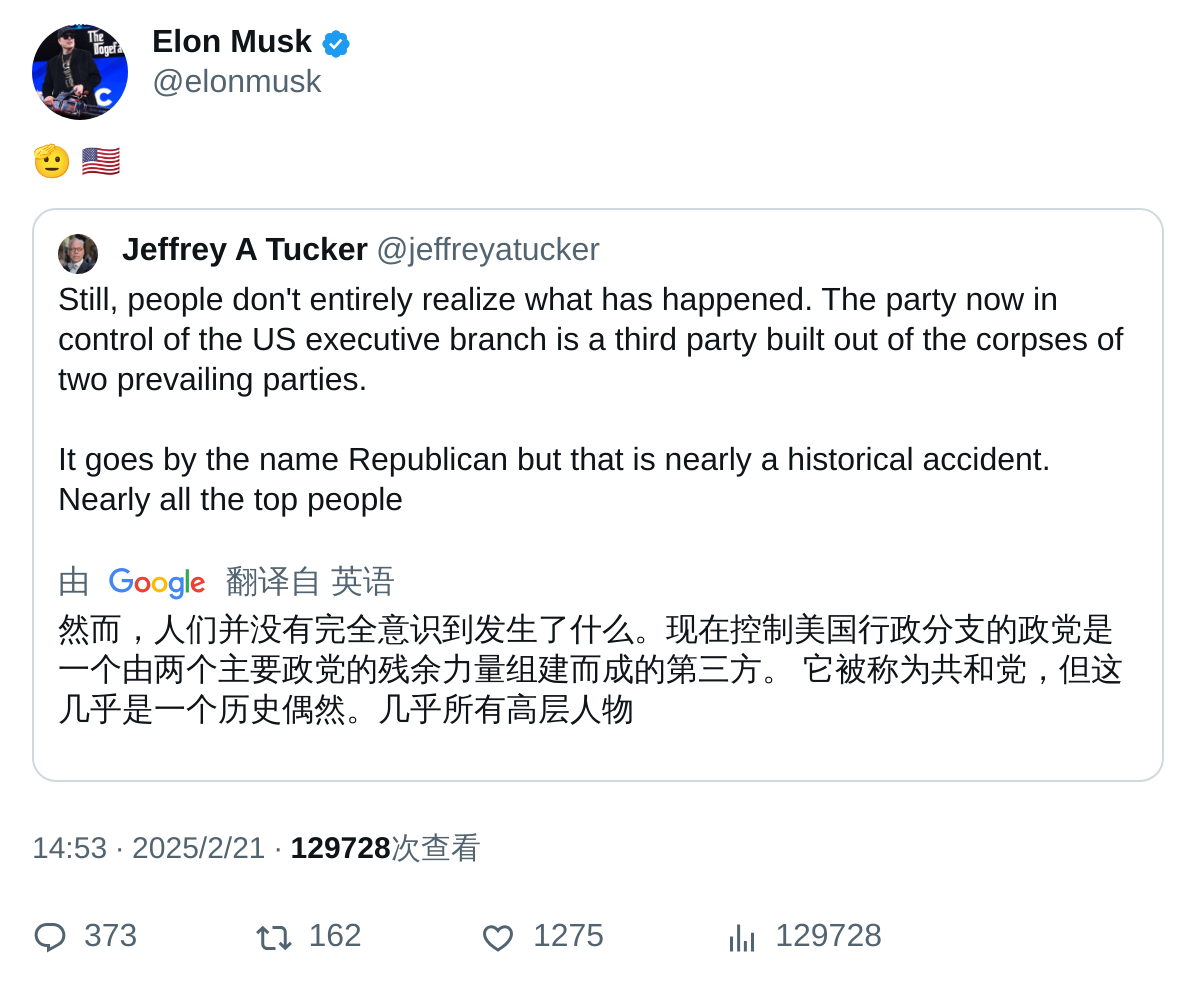 The
Dogefa
C
Elon Musk
@elonmusk
🫡 🇺🇸
Jeffrey A Tucker @jeffreyatucker
Still, people don't entirely realize what has happened. The party now in
control of the US executive branch is a third party built out of the corpses of
two prevailing parties.
It goes by the name Republican but that is nearly a historical accident.
Nearly all the top people
由 Google 翻译自 英语
然而，人们并没有完全意识到发生了什么。现在控制美国行政分支的政党是
一个由两个主要政党的残余力量组建而成的第三方。 它被称为共和党，但这
几乎是一个历史偶然。几乎所有高层人物
14:53 · 2025/2/21 · 129728次查看
373 162 1275 129728